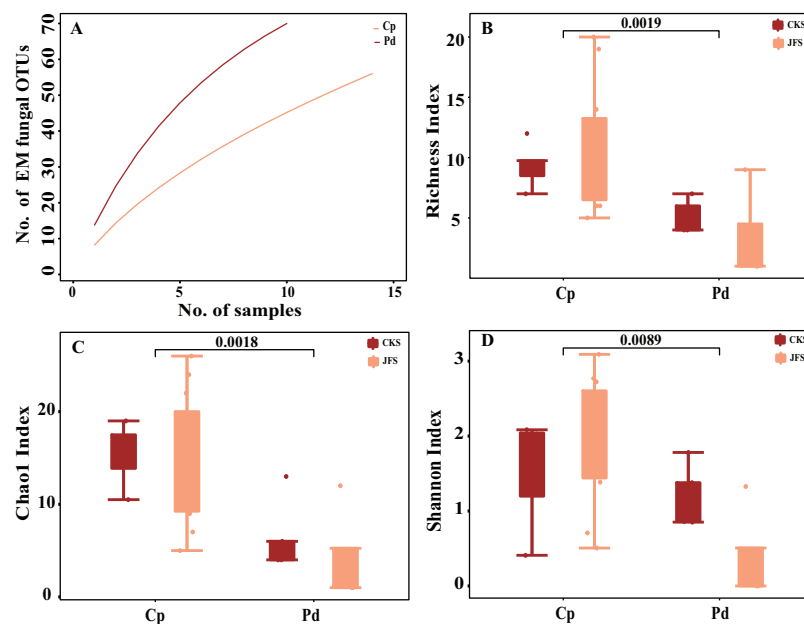 A
Cp
Pd
No. of EM fungal OTUs
70
60
50
40
30
20
10
0
0
5
10
15
No. of samples
B
0.0019
CKS
JFS
Richness Index
20
15
10
5
Cp
Pd
C
0.0018
CKS
JFS
Chao1 Index
20
10
0
Cp
Pd
D
0.0089
CKS
JFS
Shannon Index
3
2
1
0
Cp
Pd